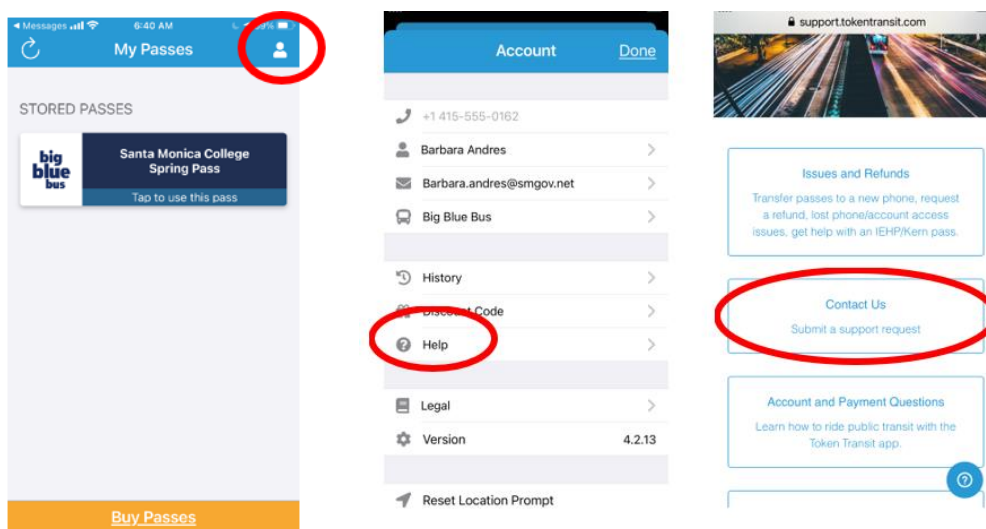 Messages
6:40 AM
My Passes
STORED PASSES
big
blue
bus
Santa Monica College
Spring Pass
Tap to use this pass
Buy Passes
Account
Done
+1 415-555-0162
Barbara Andres
Barbara.andres@smgov.net
Big Blue Bus
History
Discount Code
Help
Legal
Version
4.2.13
Reset Location Prompt
support.tokentransit.com
Issues and Refunds
Transfer passes to a new phone, request
a refund, lost phone/account access
issues, get help with an IEHP/Kern pass.
Contact Us
Submit a support request
Account and Payment Questions
Learn how to ride public transit with the
Token Transit app.